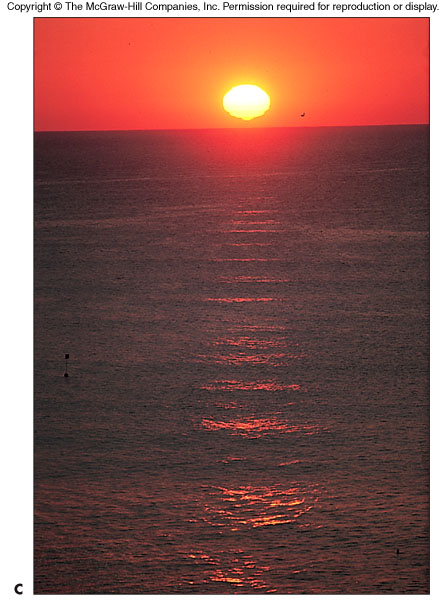 Copyright © The McGraw-Hill Companies, Inc. Permission required for reproduction or display.
C